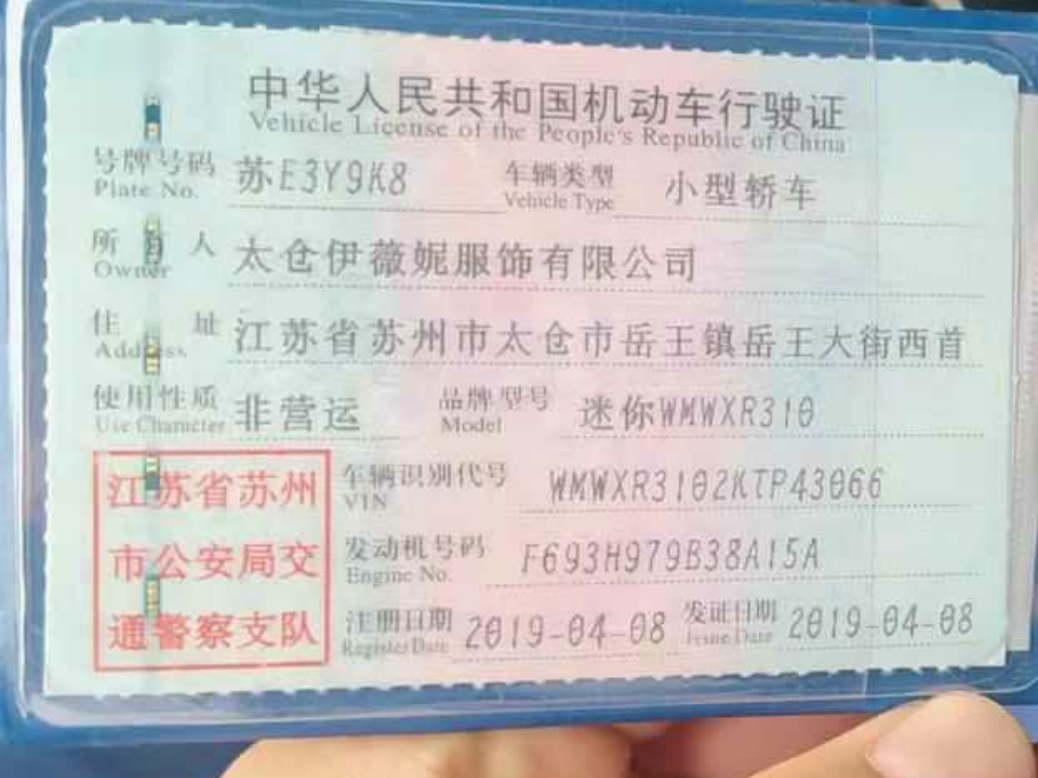 中华人民共和国机动车行驶证
Vehicle License of the People's Republic of China
号牌号码 苏E3Y9K8 车辆类型 小型轿车
Plate No. Vehicle Type
所有人 太仓伊薇妮服饰有限公司
Owner
住址 江苏省苏州市太仓市岳王镇岳王大街西首
Address
使用性质 非营运 品牌型号 迷你WMWXR310
Use Character Model
江苏省苏州 车辆识别代号 WMWXR3102KTP43066
VIN
市公安局交 发动机号码 F693H979B38A15A
Engine No.
通警察支队 注册日期 2019-04-08 发证日期 2019-04-08
Register Date Issue Date